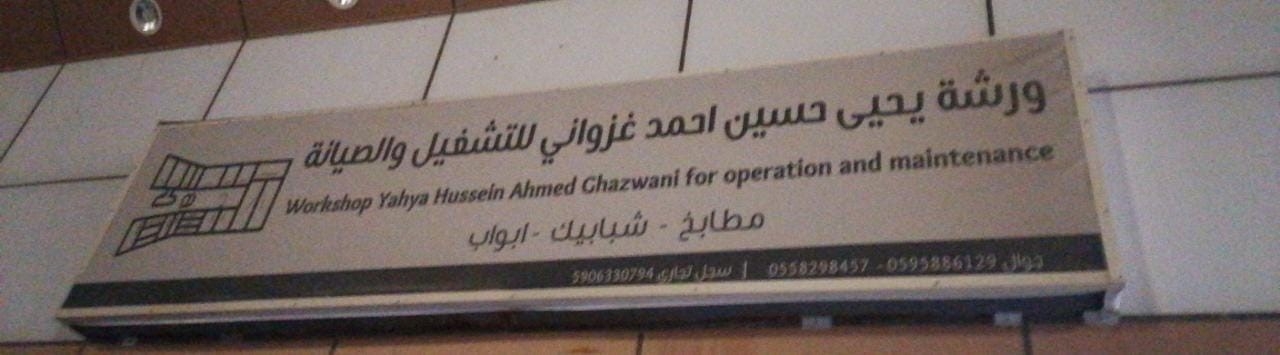 ورشة يحيى حسين احمد غزواني للتشغيل والصيانة
Workshop Yahya Hussein Ahmed Ghazwani for operation and maintenance
مطابخ - شبابيك - ابواب
جوال 0595886129 - 0558298457 | سجل تجاري 5906330794